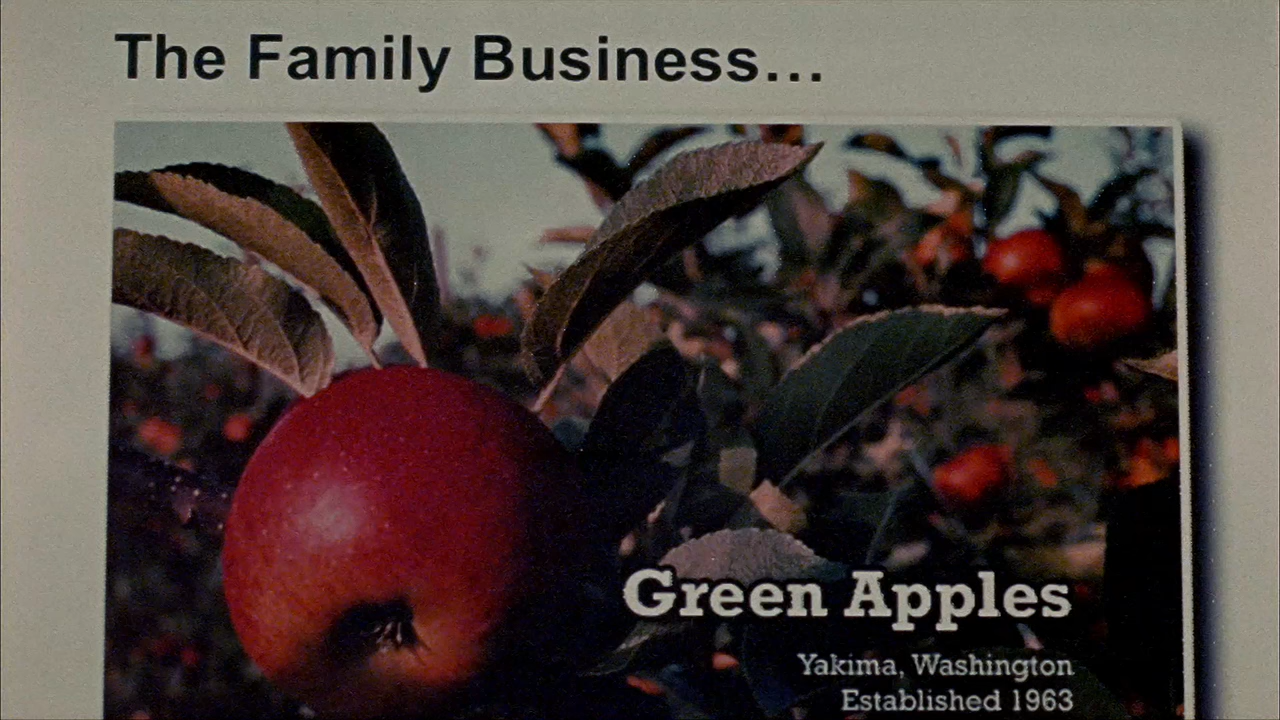 The Family Business…
Green Apples
Yakima, Washington
Established 1963